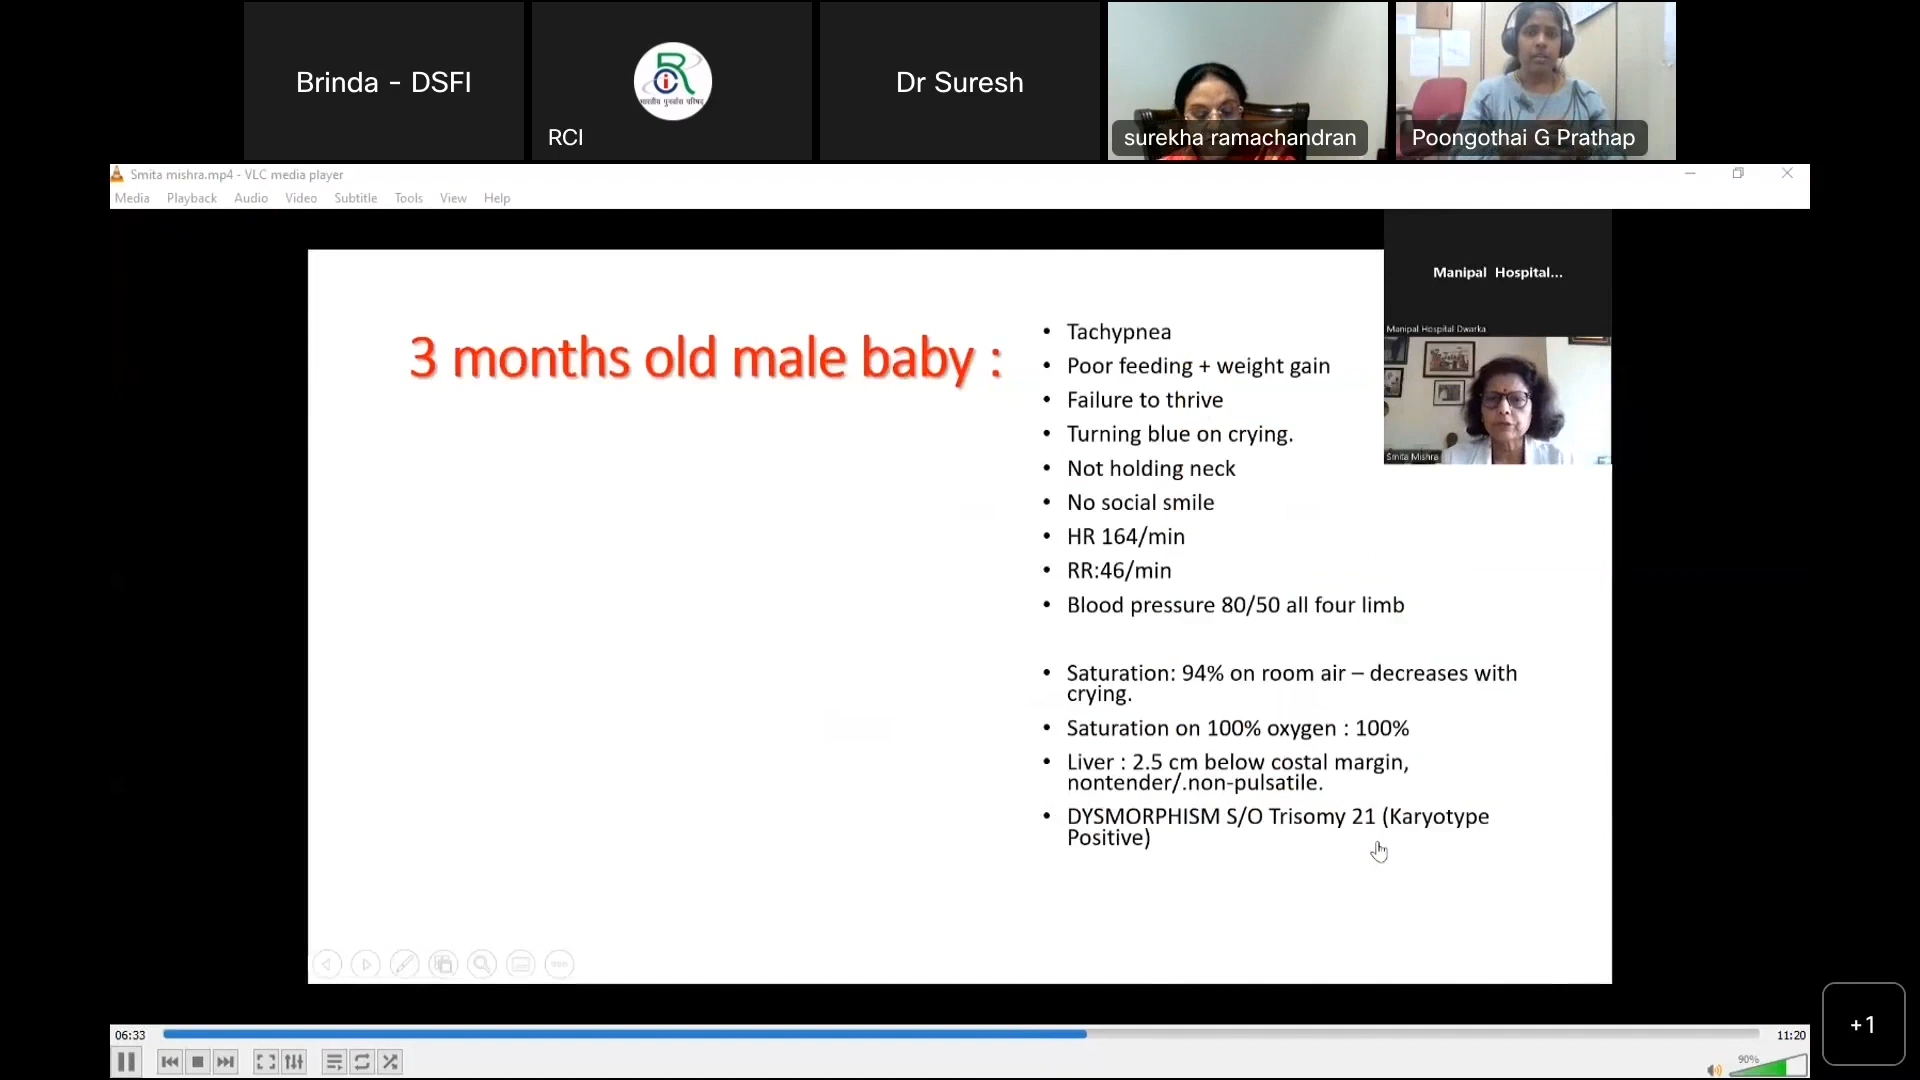 Brinda - DSFI
भारतीय पुनर्वास परिषद
RCI
Dr Suresh
surekha ramachandran
Poongothai G Prathap
Smita mishra.mp4 - VLC media player
Media Playback Audio Video Subtitle Tools View Help
Manipal Hospital...
Manipal Hospital Dwarka
Smita Mishra
3 months old male baby :
• Tachypnea
• Poor feeding + weight gain
• Failure to thrive
• Turning blue on crying.
• Not holding neck
• No social smile
• HR 164/min
• RR:46/min
• Blood pressure 80/50 all four limb
• Saturation: 94% on room air – decreases with
crying.
• Saturation on 100% oxygen : 100%
• Liver : 2.5 cm below costal margin,
nontender/.non-pulsatile.
• DYSMORPHISM S/O Trisomy 21 (Karyotype
Positive)
06:33
11:20
90%
+1